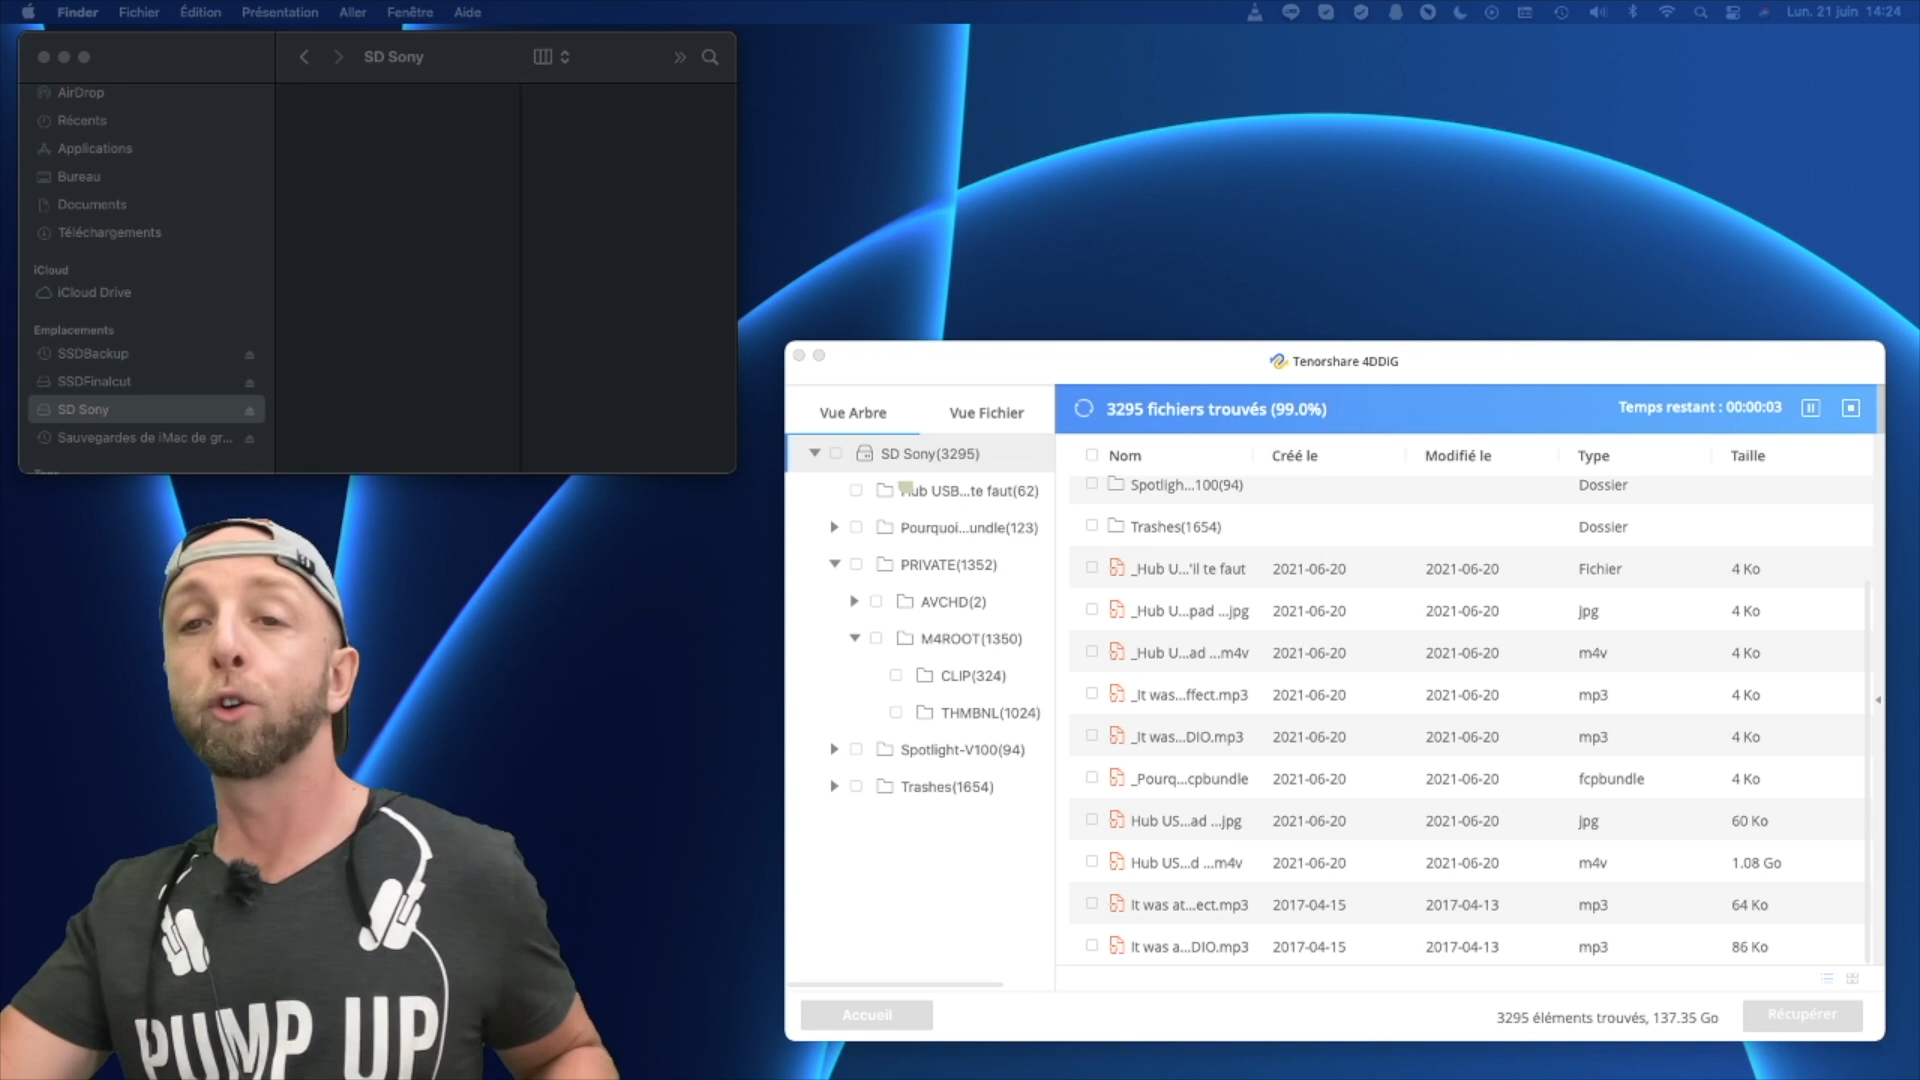 Finder Fichier Édition Présentation Aller Fenêtre Aide
Lun. 21 juin 14:24
SD Sony
AirDrop
Récents
Applications
Bureau
Documents
Téléchargements
iCloud
iCloud Drive
Emplacements
SSDBackup
SSDFinalcut
SD Sony
Sauvegardes de iMac de gr...
Tenorshare 4DDiG
Vue Arbre Vue Fichier
3295 fichiers trouvés (99.0%)
Temps restant : 00:00:03
SD Sony(3295)
Hub USB...te faut(62)
Pourquoi...undle(123)
PRIVATE(1352)
AVCHD(2)
M4ROOT(1350)
CLIP(324)
THMBNL(1024)
Spotlight-V100(94)
Trashes(1654)
Nom Créé le Modifié le Type Taille
Spotligh...100(94) Dossier
Trashes(1654) Dossier
_Hub U...'il te faut 2021-06-20 2021-06-20 Fichier 4 Ko
_Hub U...pad ...jpg 2021-06-20 2021-06-20 jpg 4 Ko
_Hub U...ad ...m4v 2021-06-20 2021-06-20 m4v 4 Ko
_It was...ffect.mp3 2021-06-20 2021-06-20 mp3 4 Ko
_It was...DIO.mp3 2021-06-20 2021-06-20 mp3 4 Ko
_Pourq...cpbundle 2021-06-20 2021-06-20 fcpbundle 4 Ko
Hub US...ad ...jpg 2021-06-20 2021-06-20 jpg 60 Ko
Hub US...d ...m4v 2021-06-20 2021-06-20 m4v 1.08 Go
It was at...ect.mp3 2017-04-15 2017-04-13 mp3 64 Ko
It was a...DIO.mp3 2017-04-15 2017-04-13 mp3 86 Ko
Accueil
3295 éléments trouvés, 137.35 Go
Récupérer
PUMP UP